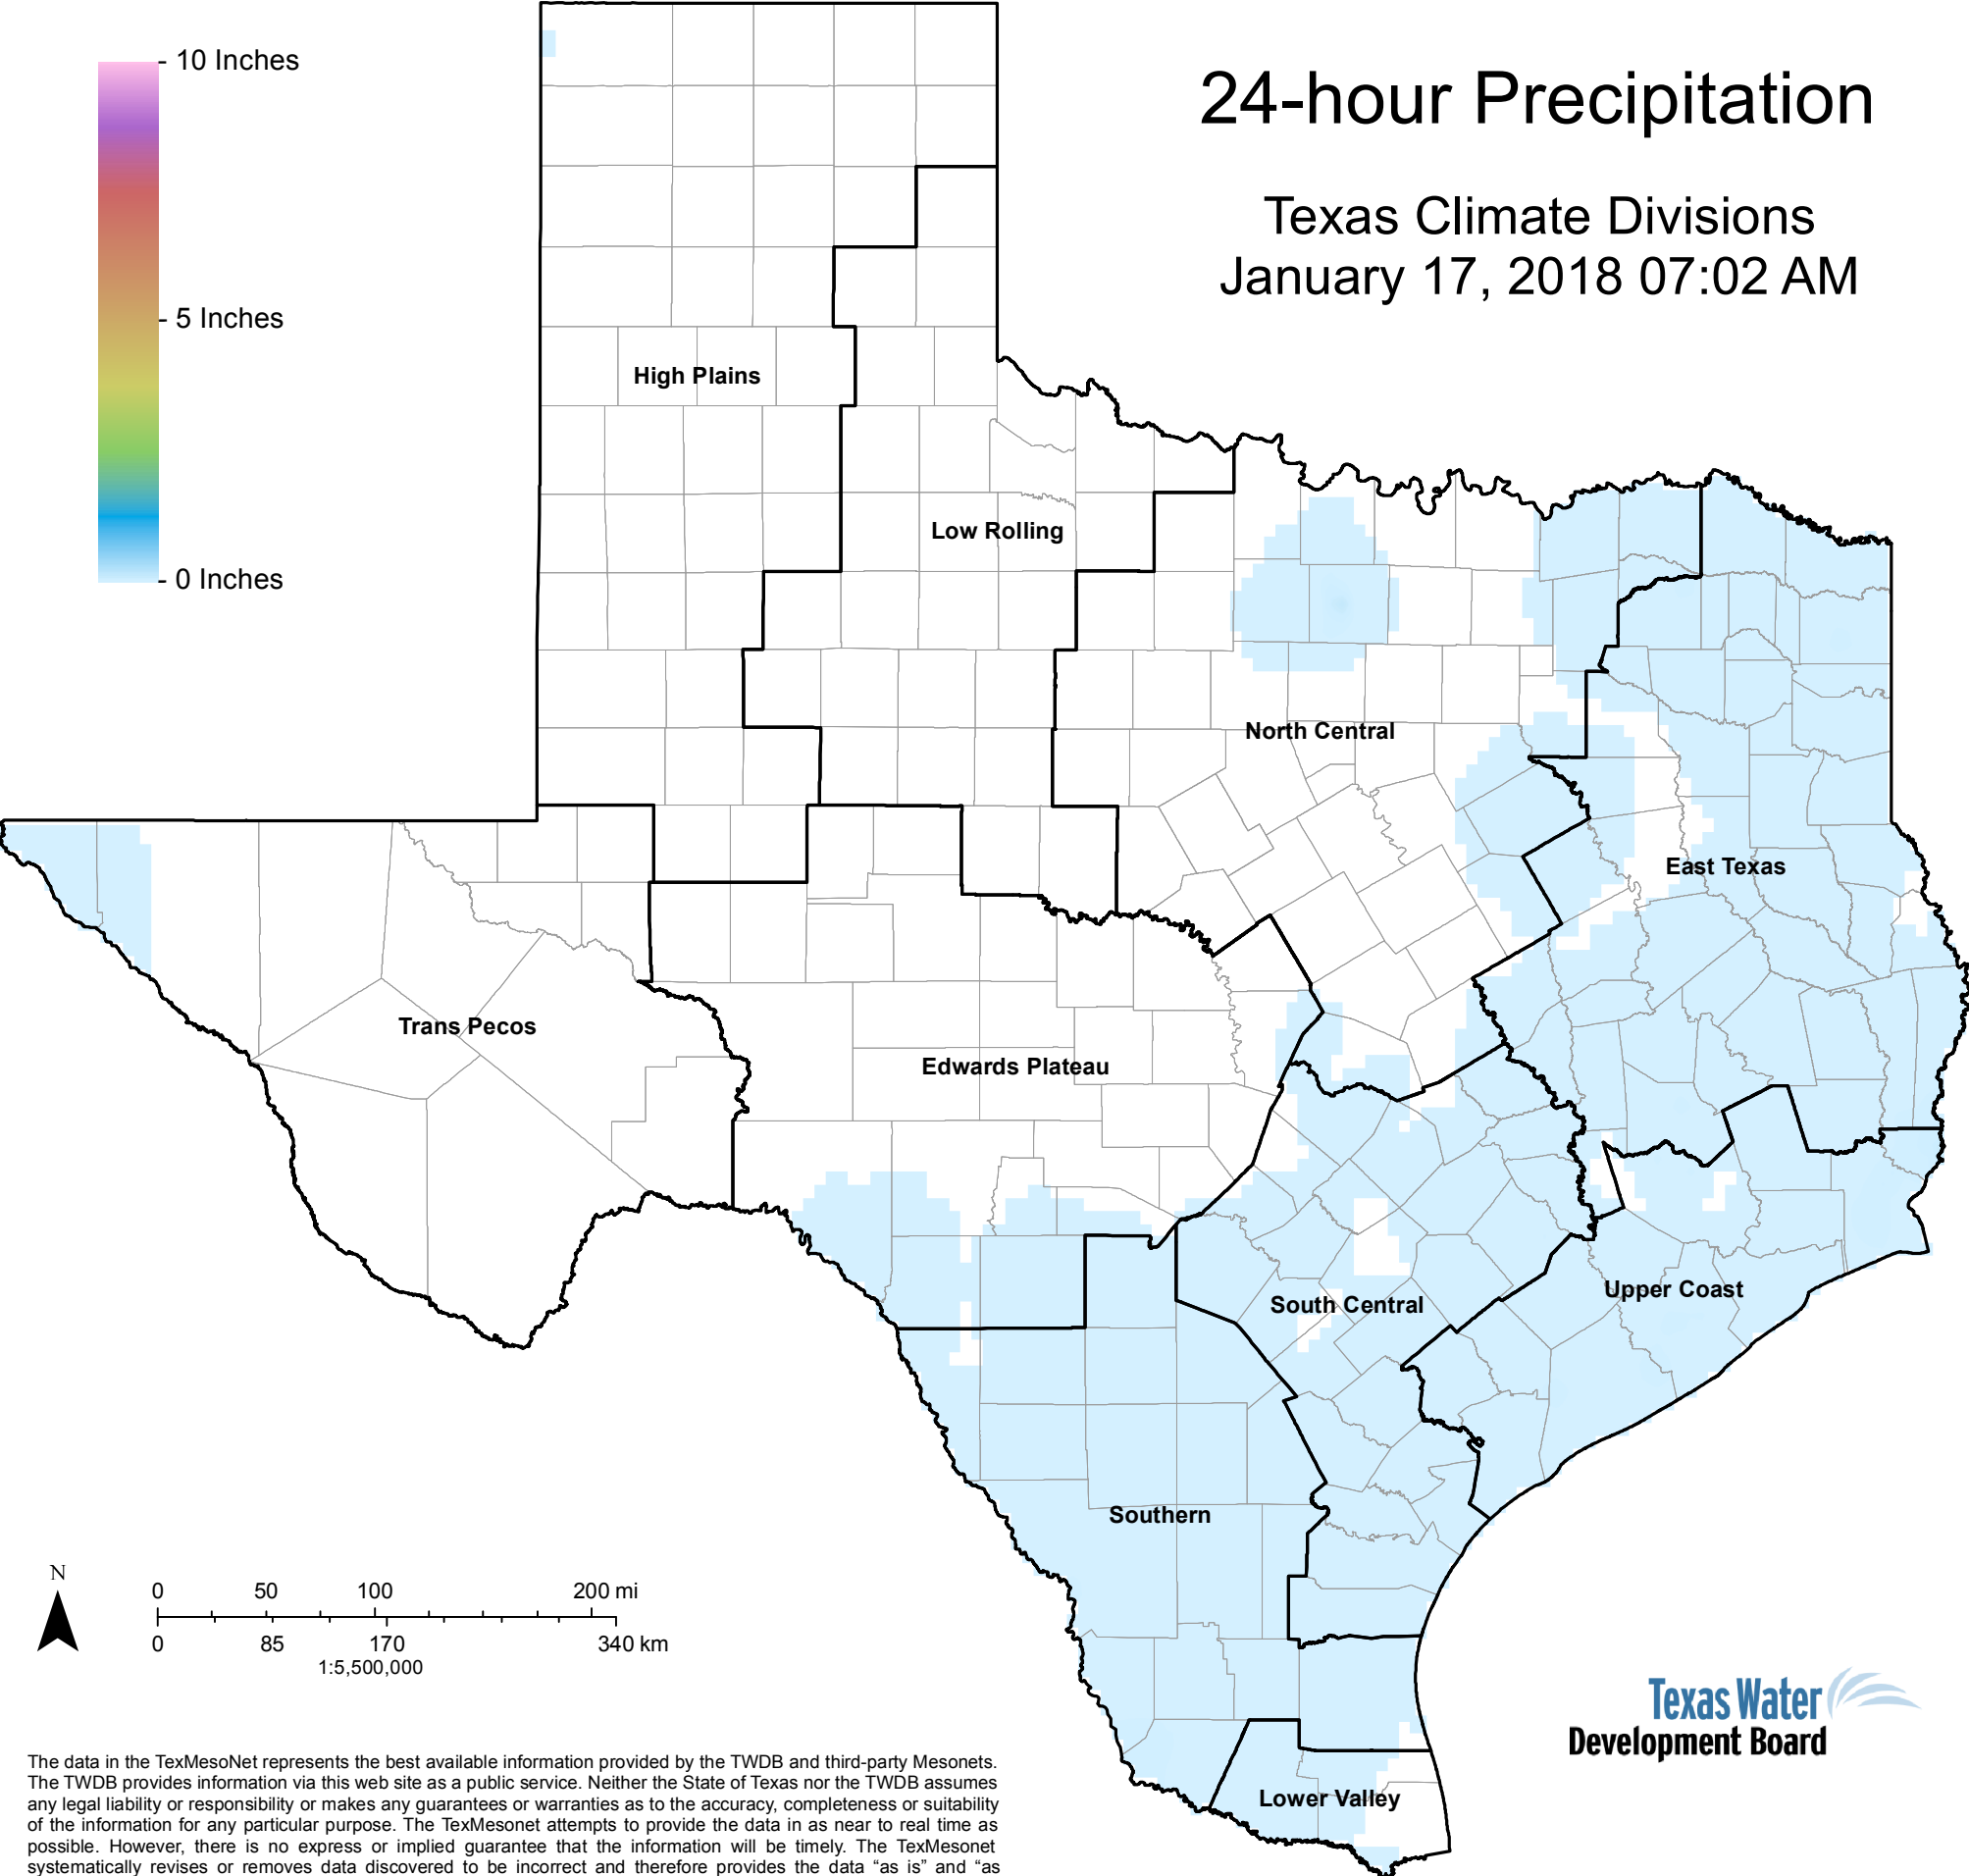 24-hour Precipitation
Texas Climate Divisions
January 17, 2018 07:02 AM
10 Inches
5 Inches
0 Inches
High Plains
Low Rolling
North Central
East Texas
Trans Pecos
Edwards Plateau
South Central
Upper Coast
Southern
Lower Valley
N
0 50 100 200 mi
0 85 170 340 km
1:5,500,000
Texas Water
Development Board
The data in the TexMesoNet represents the best available information provided by the TWDB and third-party Mesonets.
The TWDB provides information via this web site as a public service. Neither the State of Texas nor the TWDB assumes
any legal liability or responsibility or makes any guarantees or warranties as to the accuracy, completeness or suitability
of the information for any particular purpose. The TexMesonet attempts to provide the data in as near to real time as
possible. However, there is no express or implied guarantee that the information will be timely. The TexMesonet
systematically revises or removes data discovered to be incorrect and therefore provides the data “as is” and “as